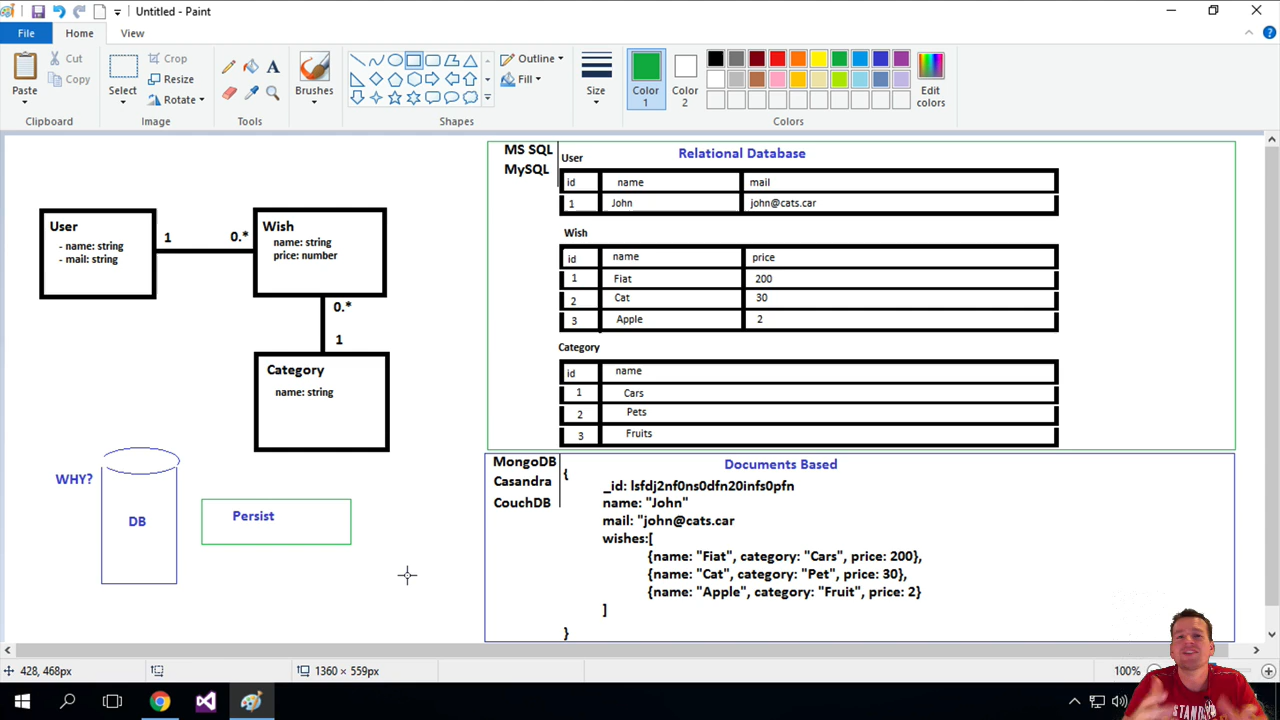 Untitled - Paint
File
Home
View
Paste
Cut
Copy
Clipboard
Select
Crop
Resize
Rotate
Image
A
Tools
Brushes
Shapes
Outline
Fill
Size
Color 1
Color 2
Edit colors
Colors
User
- name: string
- mail: string
1
0.*
Wish
name: string
price: number
0.*
1
Category
name: string
WHY?
DB
Persist
MS SQL
MySQL
Relational Database
User
id name mail
1 John john@cats.car
Wish
id name price
1 Fiat 200
2 Cat 30
3 Apple 2
Category
id name
1 Cars
2 Pets
3 Fruits
MongoDB
Casandra
CouchDB
Documents Based
{
_id: lsfdj2nf0ns0dfn20infs0pfn
name: "John"
mail: "john@cats.car
wishes:[
{name: "Fiat", category: "Cars", price: 200},
{name: "Cat", category: "Pet", price: 30},
{name: "Apple", category: "Fruit", price: 2}
]
}
428, 468px
1360 × 559px
100%